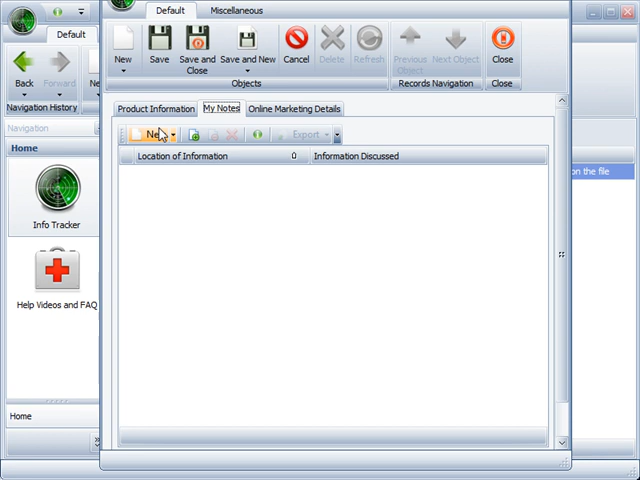 Default Miscellaneous
Default
New Save Save and Close Save and New Cancel Delete Refresh Previous Object Next Object Close
Back Forward Ne
Navigation History Objects Records Navigation Close
Navigation
Product Information My Notes Online Marketing Details
Home
New Export
Location of Information 0 Information Discussed
on the file
Info Tracker
Help Videos and FAQ
Home